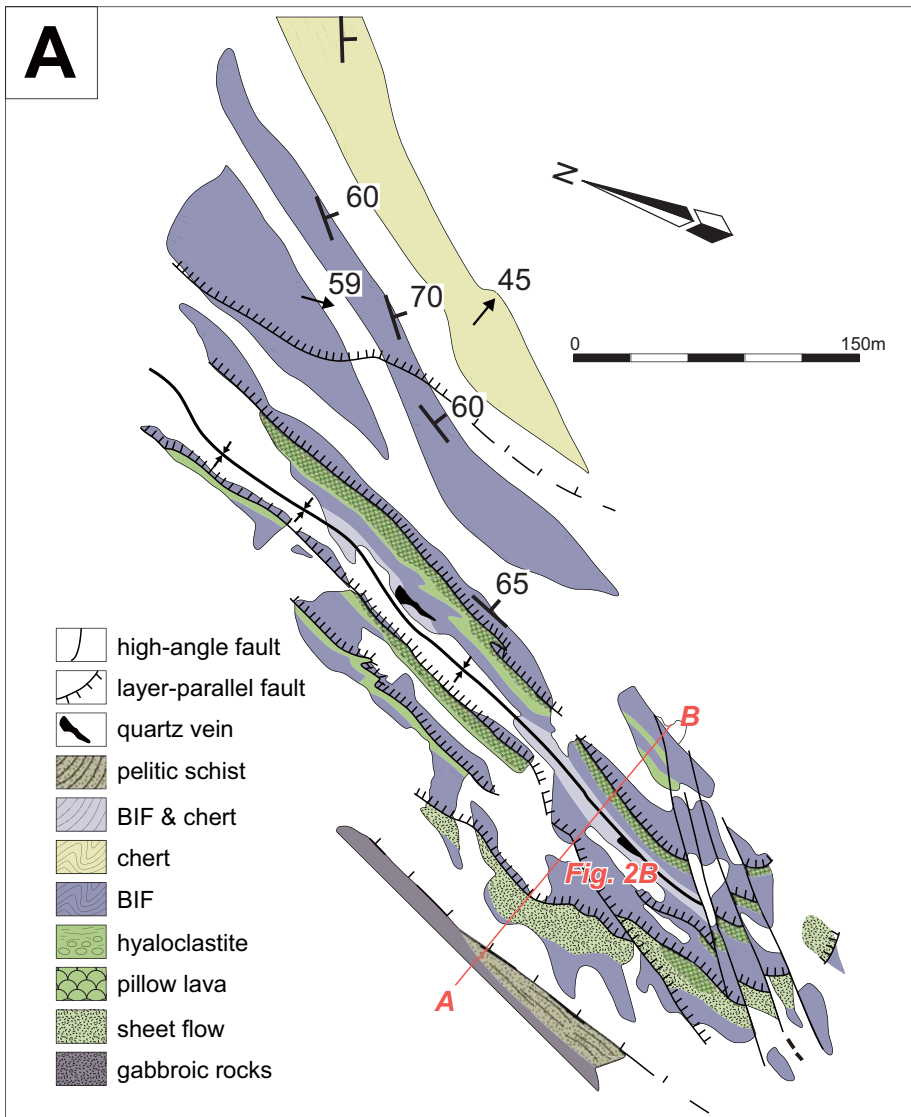 A
N
60
59
45
70
0
150m
60
65
high-angle fault
layer-parallel fault
quartz vein
pelitic schist
BIF & chert
chert
BIF
hyaloclastite
pillow lava
sheet flow
gabbroic rocks
B
Fig. 2B
A